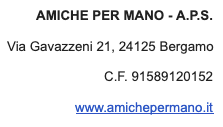 AMICHE PER MANO - A.P.S.
Via Gavazzeni 21, 24125 Bergamo
C.F. 91589120152
www.amichepermano.it